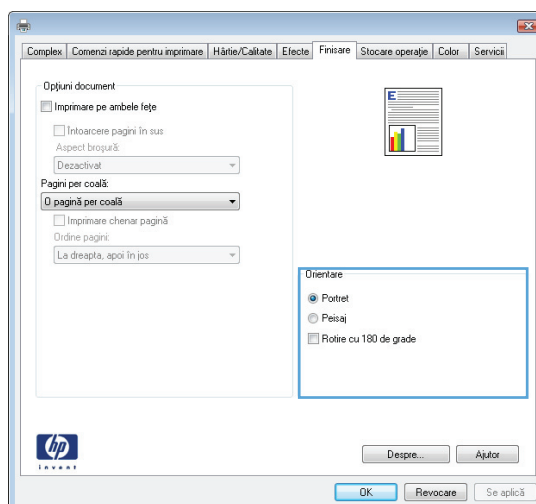 Complex Comenzi rapide pentru imprimare Hârtie/Calitate Efecte Finisare Stocare operaţie Color Servicii
Opţiuni document
Imprimare pe ambele feţe
Întoarcere pagini în sus
Aspect broşură:
Dezactivat
Pagini per coală:
O pagină per coală
Imprimare chenar pagină
Ordine pagini:
La dreapta, apoi în jos
E
Orientare
Portret
Peisaj
Rotire cu 180 de grade
hp
invent
Despre... Ajutor
OK Revocare Se aplică